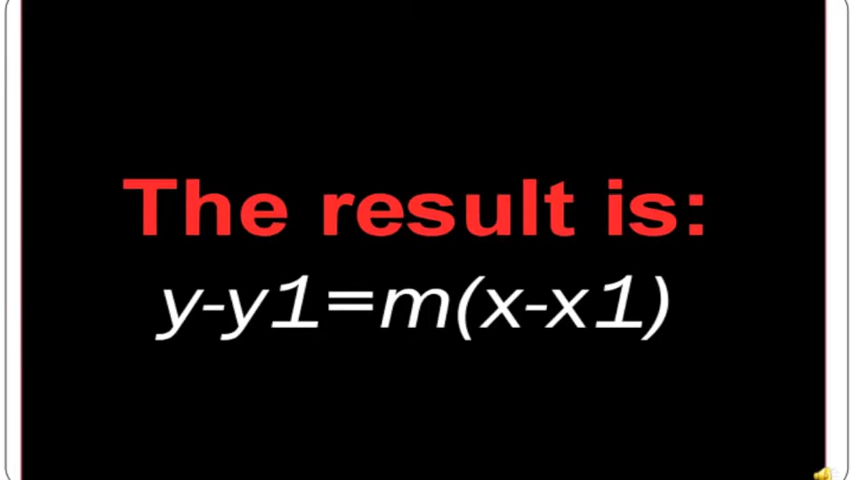 The result is:
y-y1=m(x-x1)